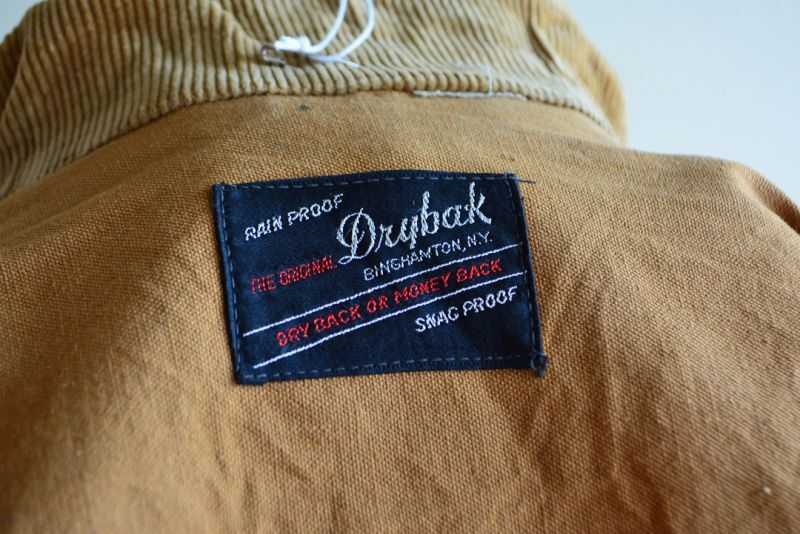 RAIN PROOF
THE ORIGINAL Drybak
BINGHAMTON, N.Y.
DRY BACK OR MONEY BACK
SNAG PROOF